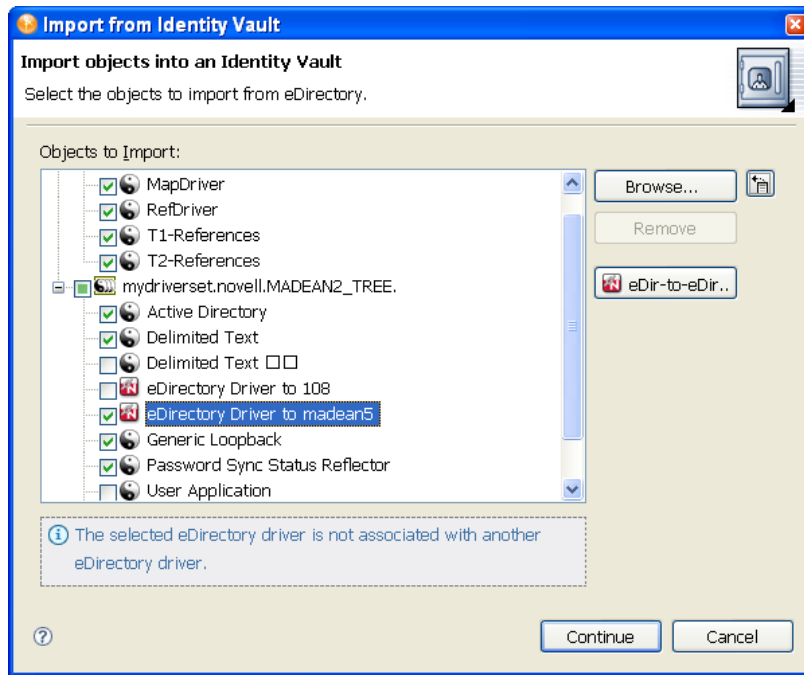 Import from Identity Vault
Import objects into an Identity Vault
Select the objects to import from eDirectory.
Objects to Import:
MapDriver
RefDriver
T1-References
T2-References
mydriverset.novell.MADEAN2_TREE.
Active Directory
Delimited Text
Delimited Text □□
eDirectory Driver to 108
eDirectory Driver to madean5
Generic Loopback
Password Sync Status Reflector
User Application
Browse...
Remove
eDir-to-eDir..
The selected eDirectory driver is not associated with another
eDirectory driver.
Continue
Cancel